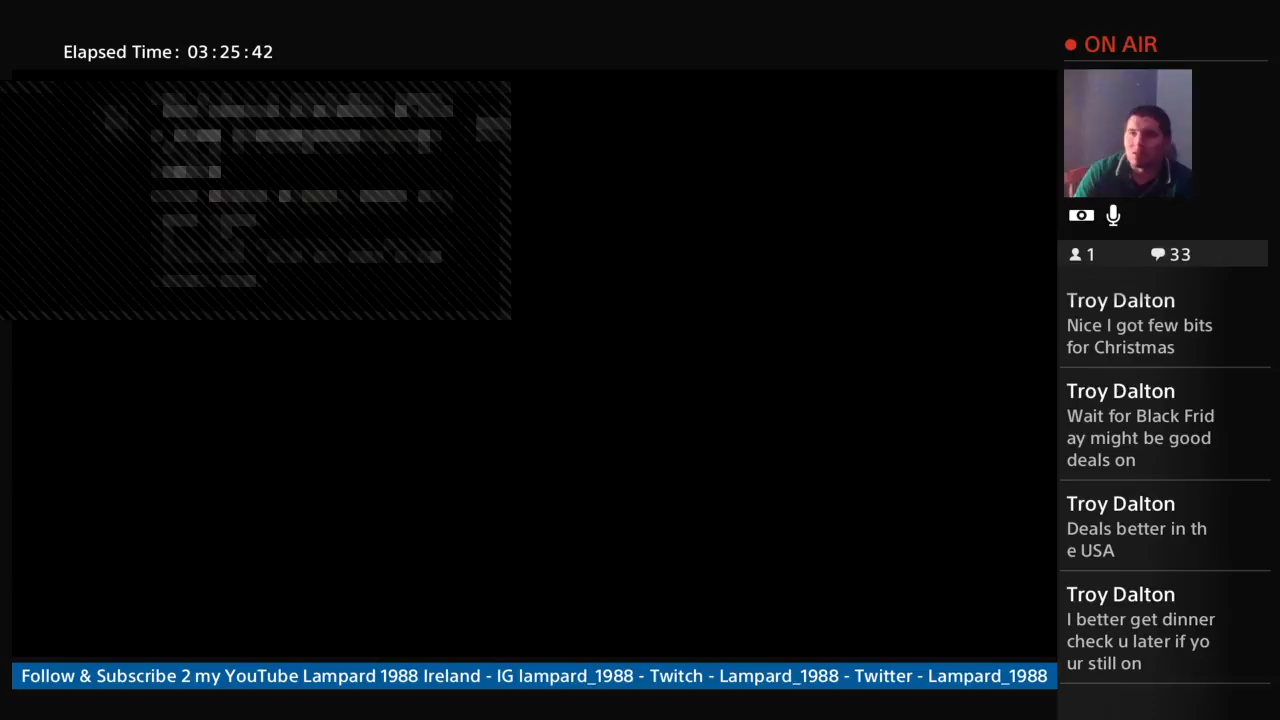 Elapsed Time: 03:25:42
ON AIR
1 33
Troy Dalton
Nice I got few bits
for Christmas
Troy Dalton
Wait for Black Frid
ay might be good
deals on
Troy Dalton
Deals better in th
e USA
Troy Dalton
I better get dinner
check u later if yo
ur still on
Follow & Subscribe 2 my YouTube Lampard 1988 Ireland - IG lampard_1988 - Twitch - Lampard_1988 - Twitter - Lampard_1988